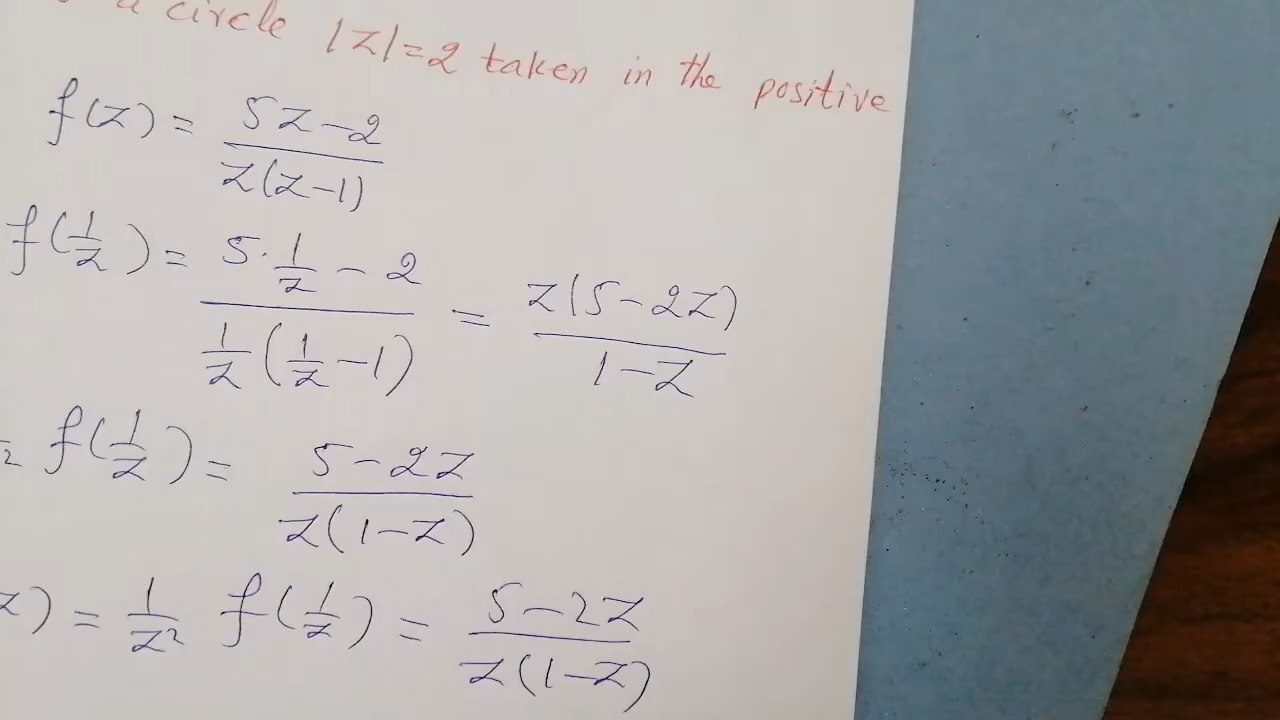 a circle |z|=2 taken in the positive
f(z) = (5z-2)/(z(z-1))
f(1/z) = (5·1/z - 2)/(1/z(1/z - 1)) = z(5-2z)/(1-z)
2 f(1/z) = (5-2z)/(z(1-z))
z) = 1/z² f(1/z) = (5-2z)/(z(1-z))